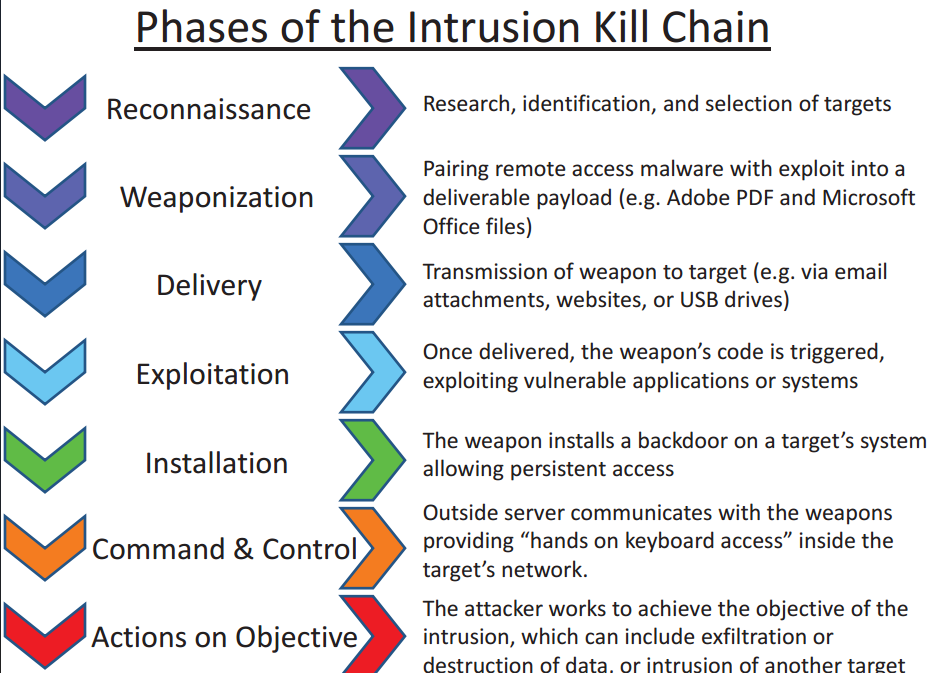 Phases of the Intrusion Kill Chain
Reconnaissance
Research, identification, and selection of targets
Weaponization
Pairing remote access malware with exploit into a
deliverable payload (e.g. Adobe PDF and Microsoft
Office files)
Delivery
Transmission of weapon to target (e.g. via email
attachments, websites, or USB drives)
Exploitation
Once delivered, the weapon’s code is triggered,
exploiting vulnerable applications or systems
Installation
The weapon installs a backdoor on a target’s system
allowing persistent access
Command & Control
Outside server communicates with the weapons
providing “hands on keyboard access” inside the
target’s network.
Actions on Objective
The attacker works to achieve the objective of the
intrusion, which can include exfiltration or
destruction of data, or intrusion of another target